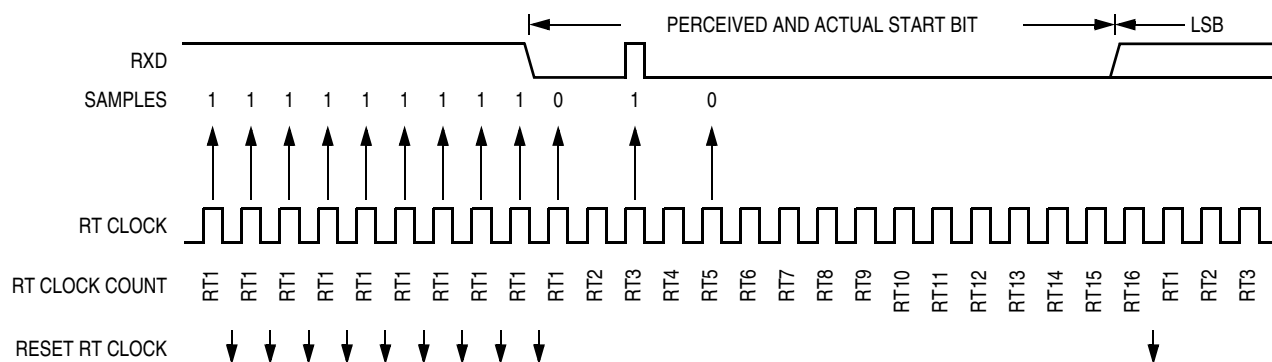 PERCEIVED AND ACTUAL START BIT LSB
RXD
SAMPLES 1 1 1 1 1 1 1 1 1 0 1 0
RT CLOCK
RT CLOCK COUNT RT1 RT1 RT1 RT1 RT1 RT1 RT1 RT1 RT1 RT1 RT2 RT3 RT4 RT5 RT6 RT7 RT8 RT9 RT10 RT11 RT12 RT13 RT14 RT15 RT16 RT1 RT2 RT3
RESET RT CLOCK